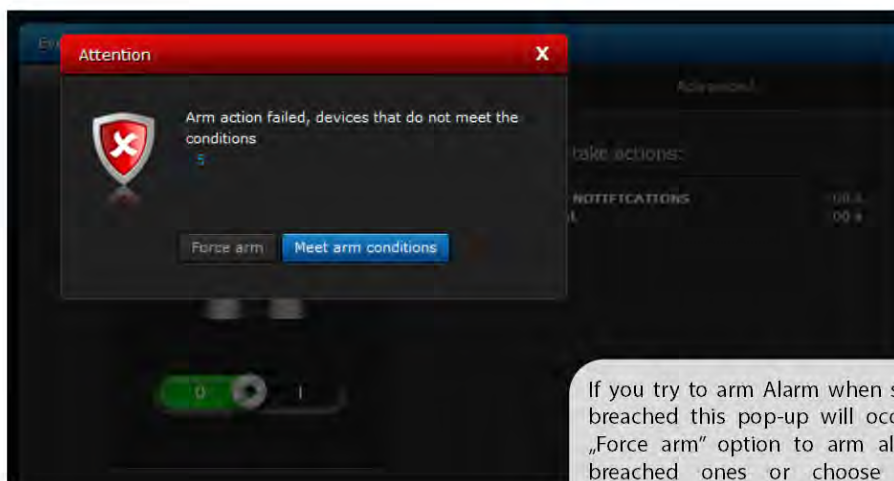 Attention
X
Arm action failed, devices that do not meet the
conditions
5
Force arm
Meet arm conditions
Advanced
take actions:
NOTIFICATIONS
0
I
If you try to arm Alarm when
breached this pop-up will
„Force arm" option to arm
breached ones or choose